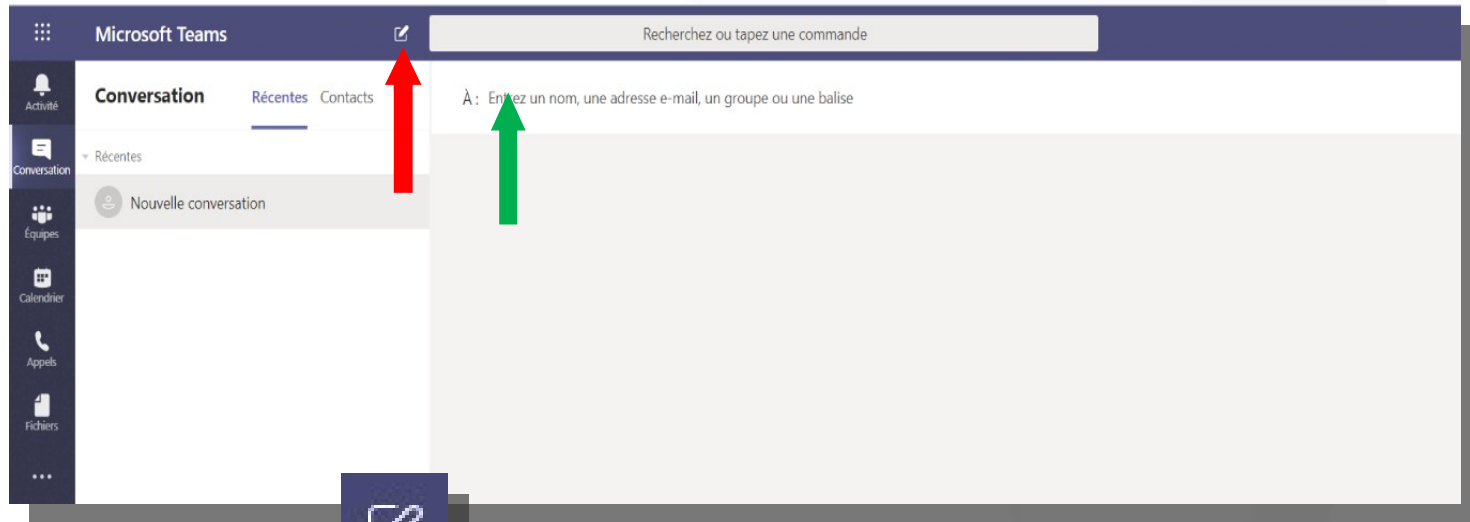 Microsoft Teams
Recherchez ou tapez une commande
Activité
Conversation
Équipes
Calendrier
Appels
Fichiers
Conversation Récentes Contacts
Récentes
Nouvelle conversation
À : Entrez un nom, une adresse e-mail, un groupe ou une balise